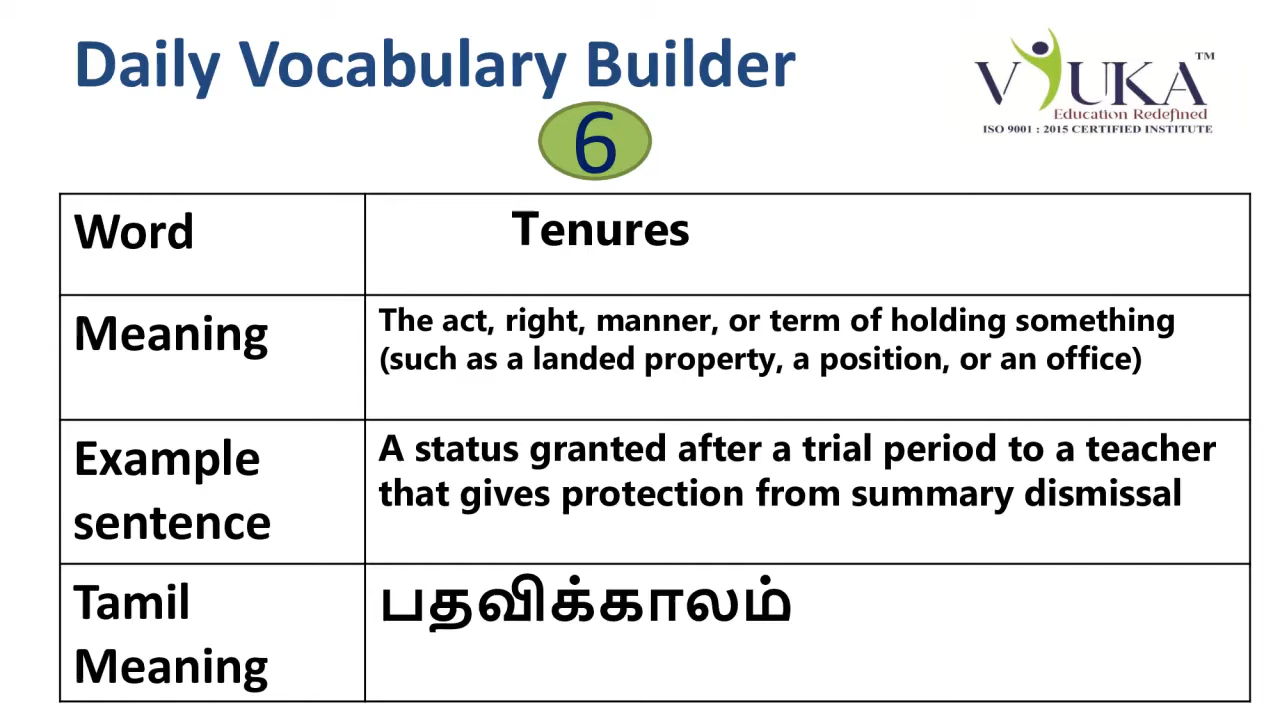 Daily Vocabulary Builder
VYUKA™
Education Redefined
ISO 9001 : 2015 CERTIFIED INSTITUTE
6
Word
Tenures
Meaning
The act, right, manner, or term of holding something
(such as a landed property, a position, or an office)
Example
sentence
A status granted after a trial period to a teacher
that gives protection from summary dismissal
Tamil
Meaning
பதவிக்காலம்